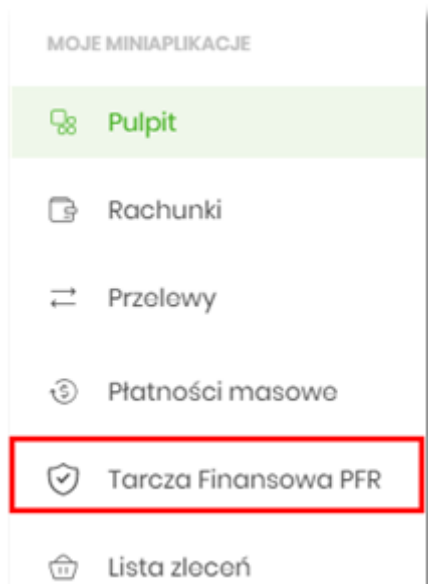 MOJE MINIAPLIKACJE
Pulpit
Rachunki
Przelewy
Płatności masowe
Tarcza Finansowa PFR
Lista zleceń